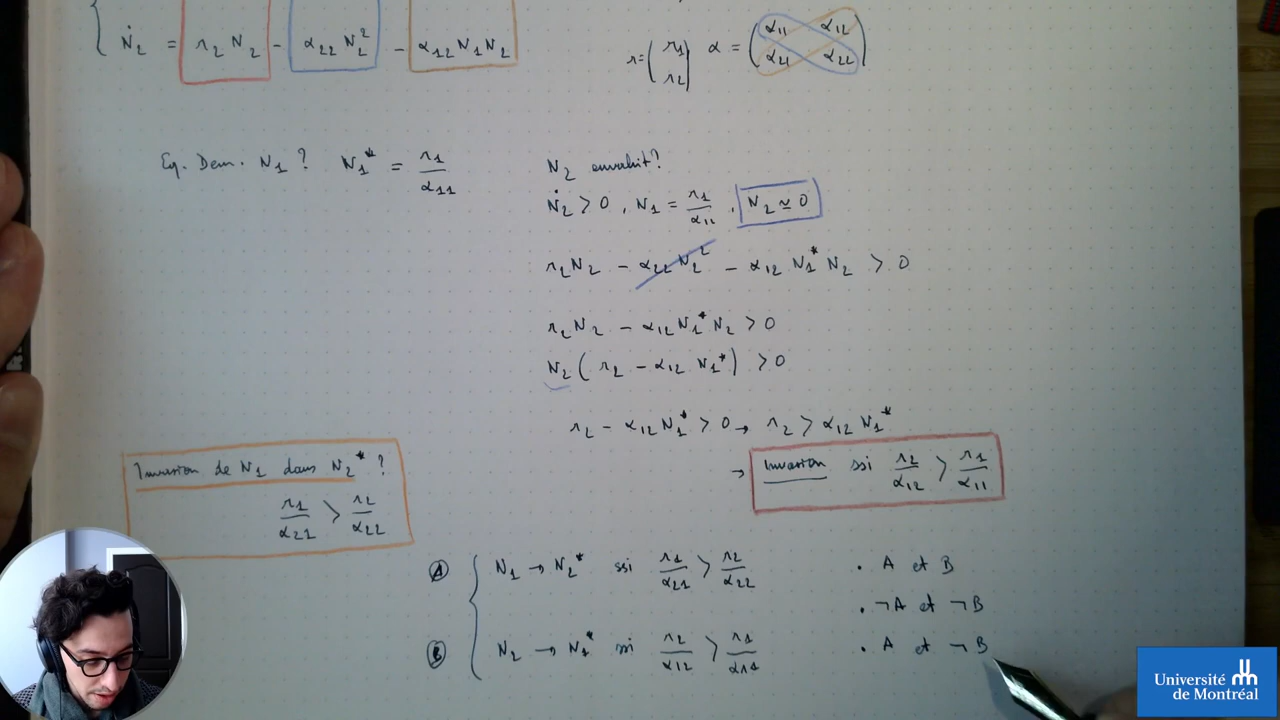 Ṅ₂ = r₂ N₂ - α₂₂ N₂² - α₁₂ N₁ N₂
r = (r₁ r₂) α = (α₁₁ α₁₂ α₂₁ α₂₂)
Eq. Dem. N₁ ? N₁* = r₁/α₁₁
N₂ envahit?
Ṅ₂ > 0, N₁ = r₁/α₁₁, N₂ ≃ 0
r₂N₂ - α₂₂N₂² - α₁₂ N₁* N₂ > 0
r₂N₂ - α₁₂N₁*N₂ > 0
N₂ ( r₂ - α₁₂ N₁*) > 0
r₂ - α₁₂N₁* > 0 → r₂ > α₁₂ N₁*
→ Invasion ssi r₂/α₁₂ > r₁/α₁₁
Invasion de N₁ dans N₂* ?
r₁/α₂₁ > r₂/α₂₂
A { N₁ → N₂* ssi r₁/α₂₁ > r₂/α₂₂
B N₂ → N₁* ssi r₂/α₁₂ > r₁/α₁₁
· A et B
· ¬A et ¬B
· A et ¬B
Université
de Montréal